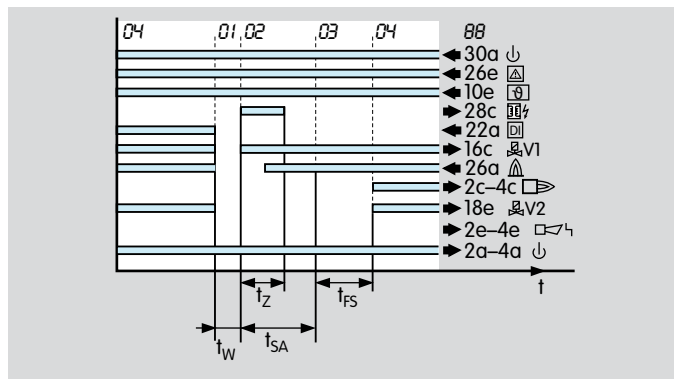 04 01 02 03 04 88
30a
26e
10e
28c
22a DI
16c V1
26a
2c–4c
18e V2
2e–4e
2a–4a
t
tZ tFS
tW tSA